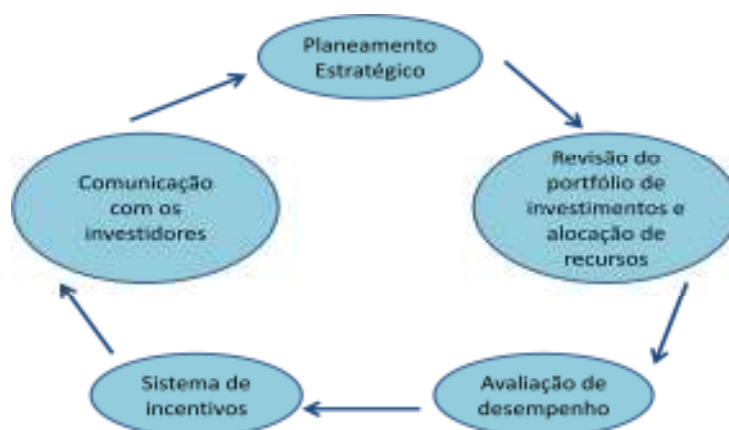 Planeamento
Estratégico
Revisão do
portfólio de
investimentos e
alocação de
recursos
Avaliação de
desempenho
Sistema de
incentivos
Comunicação
com os
investidores